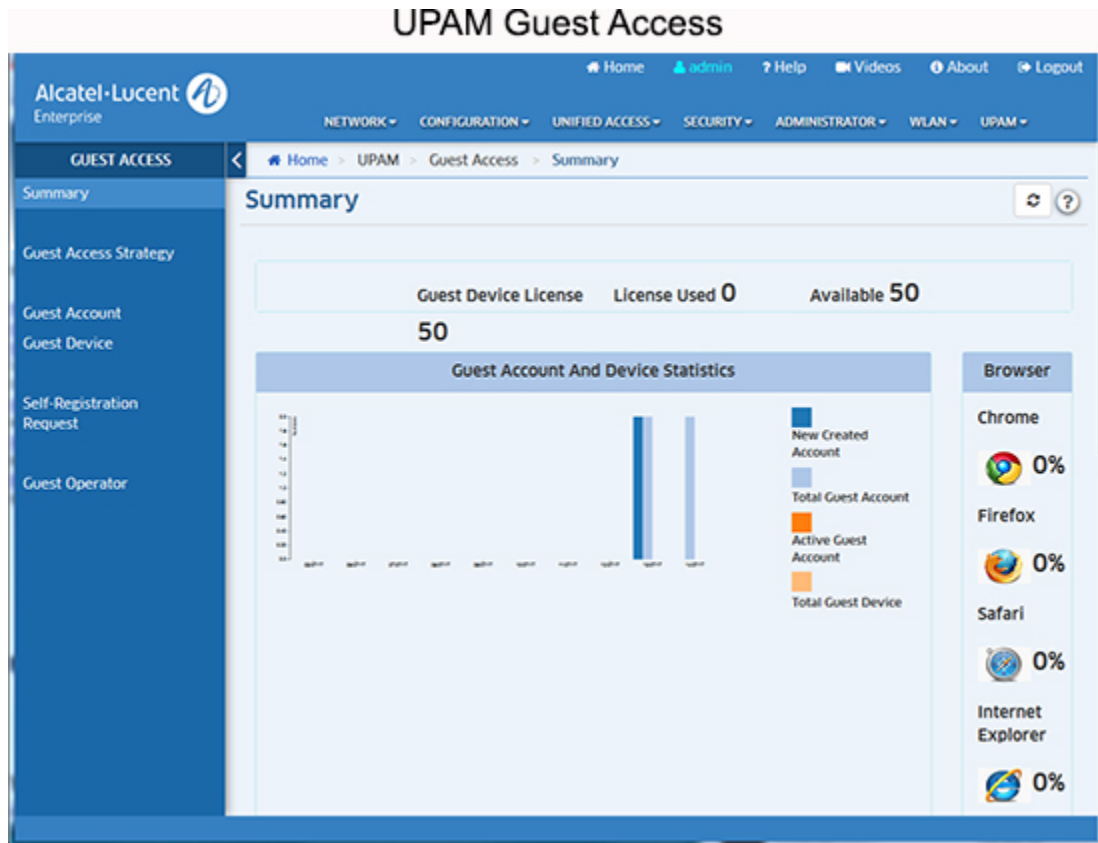 UPAM Guest Access
Home admin ? Help Videos About Logout
Alcatel·Lucent
Enterprise
NETWORK CONFIGURATION UNIFIED ACCESS SECURITY ADMINISTRATOR WLAN UPAM
GUEST ACCESS
Home > UPAM > Guest Access > Summary
Summary
Summary
?
Guest Access Strategy
Guest Account
Guest Device
Self-Registration
Request
Guest Operator
Guest Device License License Used 0 Available 50
50
Guest Account And Device Statistics
New Created
Account
Total Guest Account
Active Guest
Account
Total Guest Device
Browser
Chrome
0%
Firefox
0%
Safari
0%
Internet
Explorer
0%